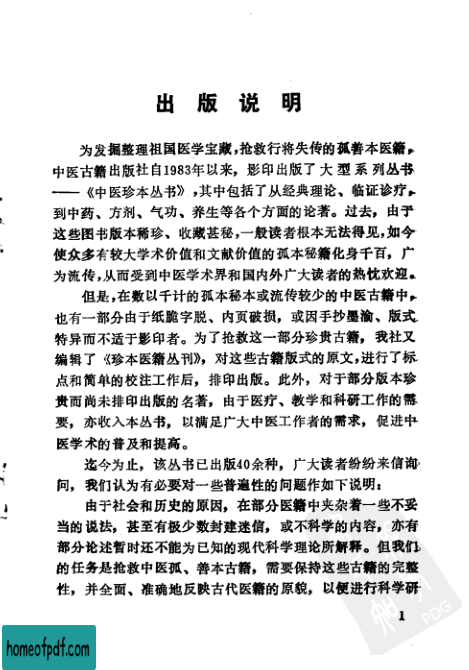 出版说明
为发掘整理祖国医学宝藏，抢救行将失传的孤善本医籍，
中医古籍出版社自1983年以来，影印出版了大型系列丛书
——《中医珍本丛书》，其中包括了从经典理论、临证诊疗，
到中药、方剂、气功、养生等各个方面的论著。过去，由于
这些图书版本稀珍、收藏甚秘，一般读者根本无法得见，如今
使众多有较大学术价值和文献价值的孤本秘籍化身千百，广
为流传，从而受到中医学术界和国内外广大读者的热忱欢迎。
但是，在数以千计的孤本秘本或流传较少的中医古籍中，
也有一部分由于纸脆字脱、内页破损，或因手抄墨渝、版式
特异而不适于影印者。为了抢救这一部分珍贵古籍，我社又
编辑了《珍本医籍丛刊》，对这些古籍版式的原文，进行了标
点和简单的校注工作后，排印出版。此外，对于部分版本珍
贵而尚未排印出版的名著，由于医疗、教学和科研工作的需
要，亦收入本丛书，以满足广大中医工作者的需求，促进中
医学术的普及和提高。
迄今为止，该丛书已出版40余种，广大读者纷纷来信询
问，我们认为有必要对一些普遍性的问题作如下说明：
由于社会和历史的原因，在部分医籍中夹杂着一些不妥
当的说法，甚至有极少数封建迷信，或不科学的内容，亦有
部分论述暂时还不能为已知的现代科学理论所解释。但我们
的任务是抢救中医孤、善本古籍，需要保持这些古籍的完整
性，并全面、准确地反映古代医籍的原貌，以便进行科学研
1
PDG
homeofpdf.com